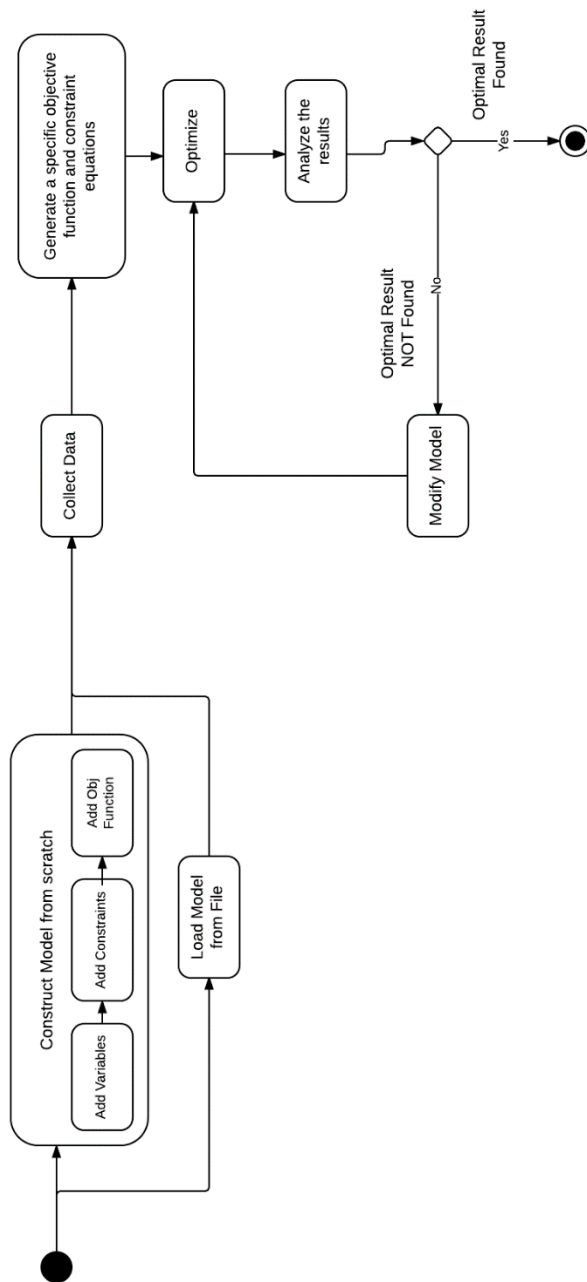 Construct Model from scratch
Add Variables
Add Constraints
Add Obj
Function
Load Model
from File
Collect Data
Generate a specific objective
function and constraint
equations
Optimize
Analyze the
results
Optimal Result
Found
Yes
No
Optimal Result
NOT Found
Modify Model